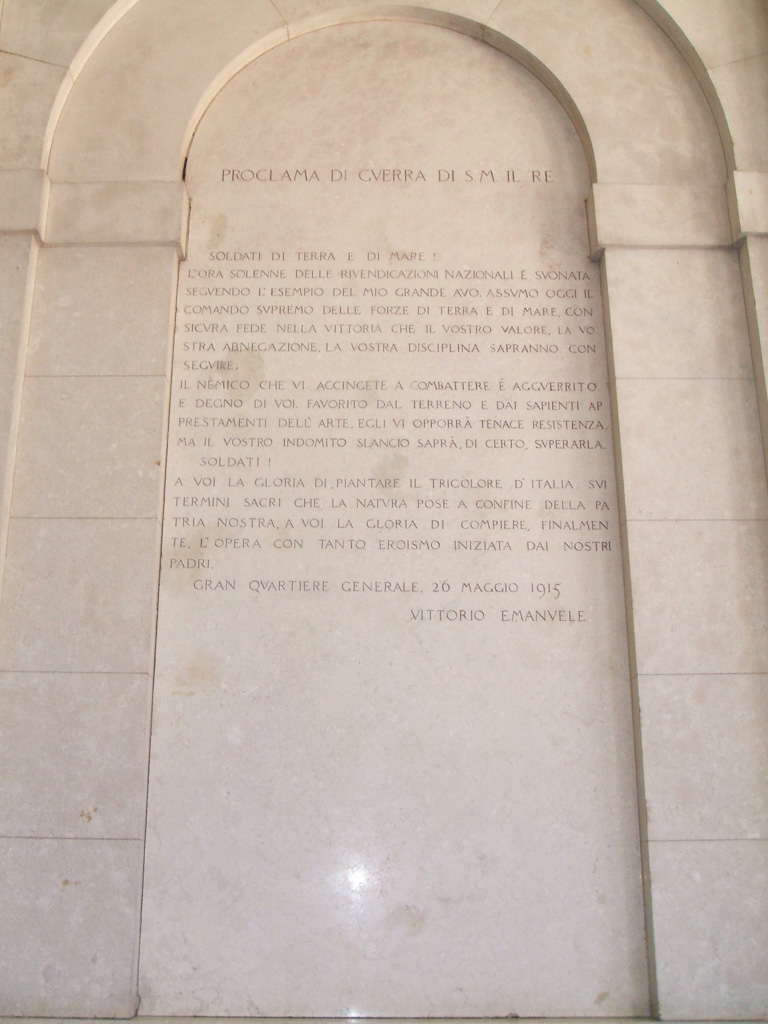 PROCLAMA DI GVERRA DI S.M. IL RE
SOLDATI DI TERRA E DI MARE !
L'ORA SOLENNE DELLE RIVENDICAZIONI NAZIONALI È SVONATA
SEGVENDO L'ESEMPIO DEL MIO GRANDE AVO, ASSVMO OGGI IL
COMANDO SVPREMO DELLE FORZE DI TERRA E DI MARE, CON
SICVRA FEDE NELLA VITTORIA CHE IL VOSTRO VALORE, LA VO
STRA ABNEGAZIONE, LA VOSTRA DISCIPLINA SAPRANNO CON
SEGVIRE.
IL NEMICO CHE VI ACCINGETE A COMBATTERE È AGGVERRITO
E DEGNO DI VOI. FAVORITO DAL TERRENO E DAI SAPIENTI AP
PRESTAMENTI DELL'ARTE, EGLI VI OPPORRÀ TENACE RESISTENZA,
MA IL VOSTRO INDOMITO SLANCIO SAPRÀ, DI CERTO, SVPERARLA.
SOLDATI !
A VOI LA GLORIA DI PIANTARE IL TRICOLORE D'ITALIA SVI
TERMINI SACRI CHE LA NATVRA POSE A CONFINE DELLA PA
TRIA NOSTRA, A VOI LA GLORIA DI COMPIERE, FINALMEN
TE, L'OPERA CON TANTO EROISMO INIZIATA DAI NOSTRI
PADRI.
GRAN QVARTIERE GENERALE, 26 MAGGIO 1915
VITTORIO EMANVELE